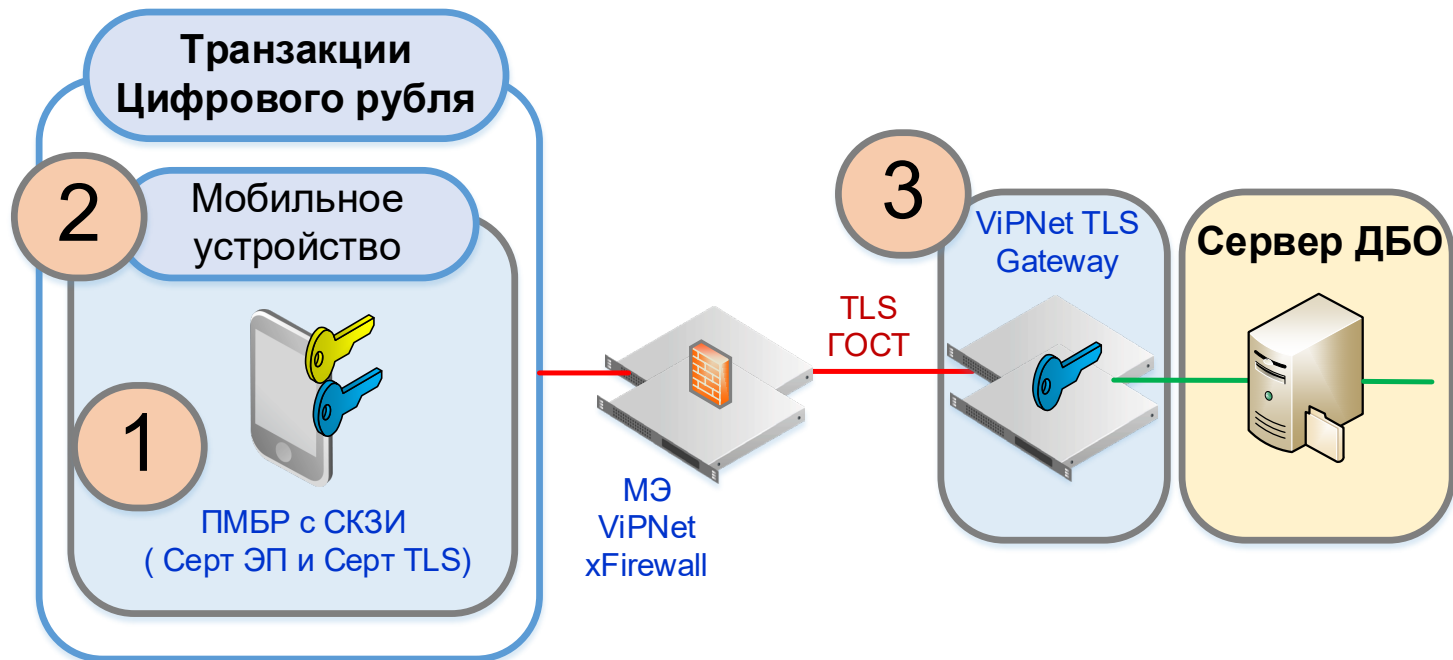 Транзакции
Цифрового рубля
2
Мобильное
устройство
1
ПМБР с СКЗИ
( Серт ЭП и Серт TLS)
МЭ
ViPNet
xFirewall
TLS
ГОСТ
3
ViPNet TLS
Gateway
Сервер ДБО